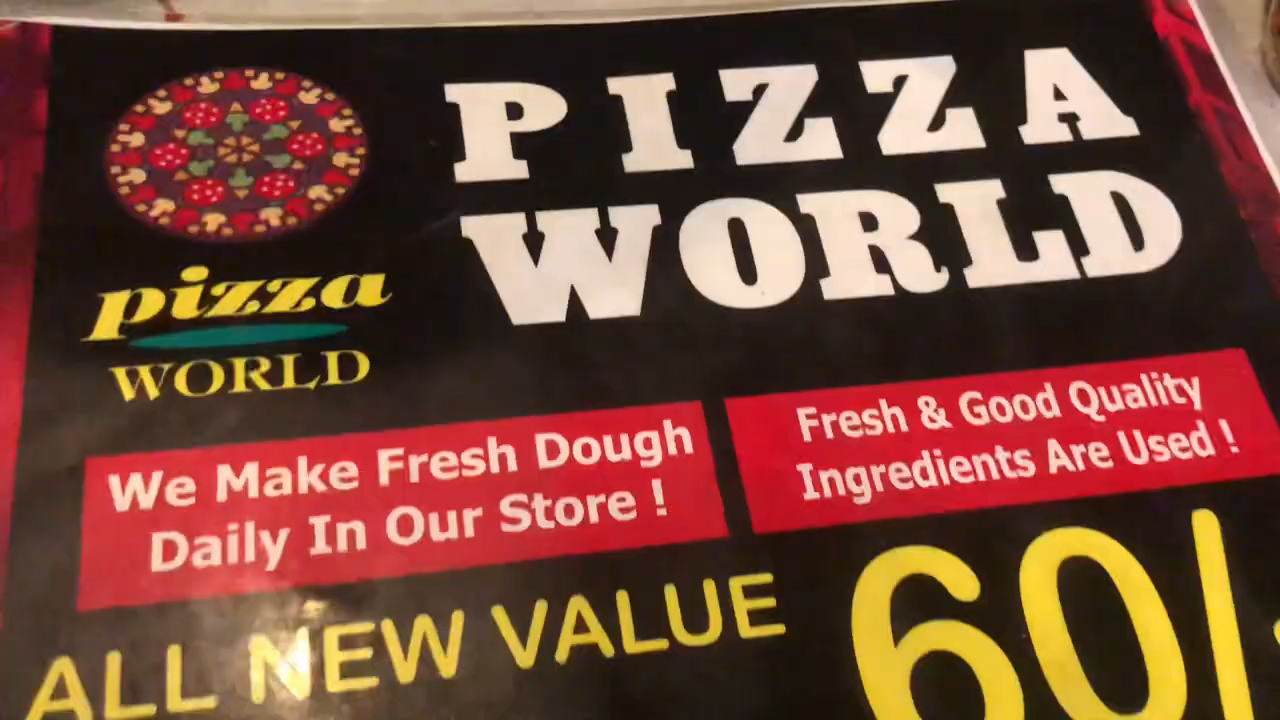 PIZZA
WORLD
pizza
WORLD
We Make Fresh Dough
Daily In Our Store !
Fresh & Good Quality
Ingredients Are Used !
ALL NEW VALUE 60/